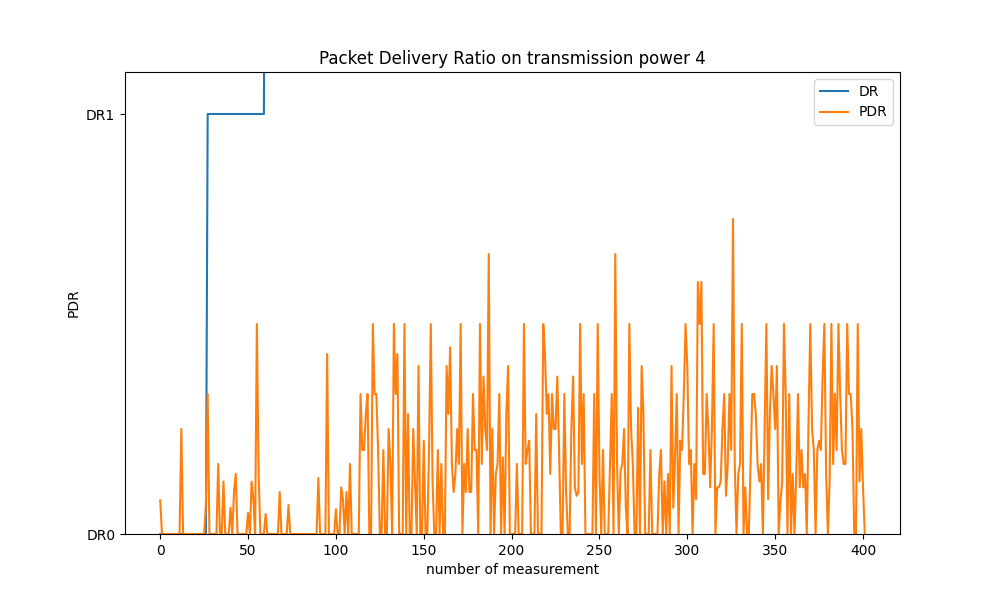 Packet Delivery Ratio on transmission power 4
DR
PDR
DR1
PDR
DR0
0 50 100 150 200 250 300 350 400
number of measurement